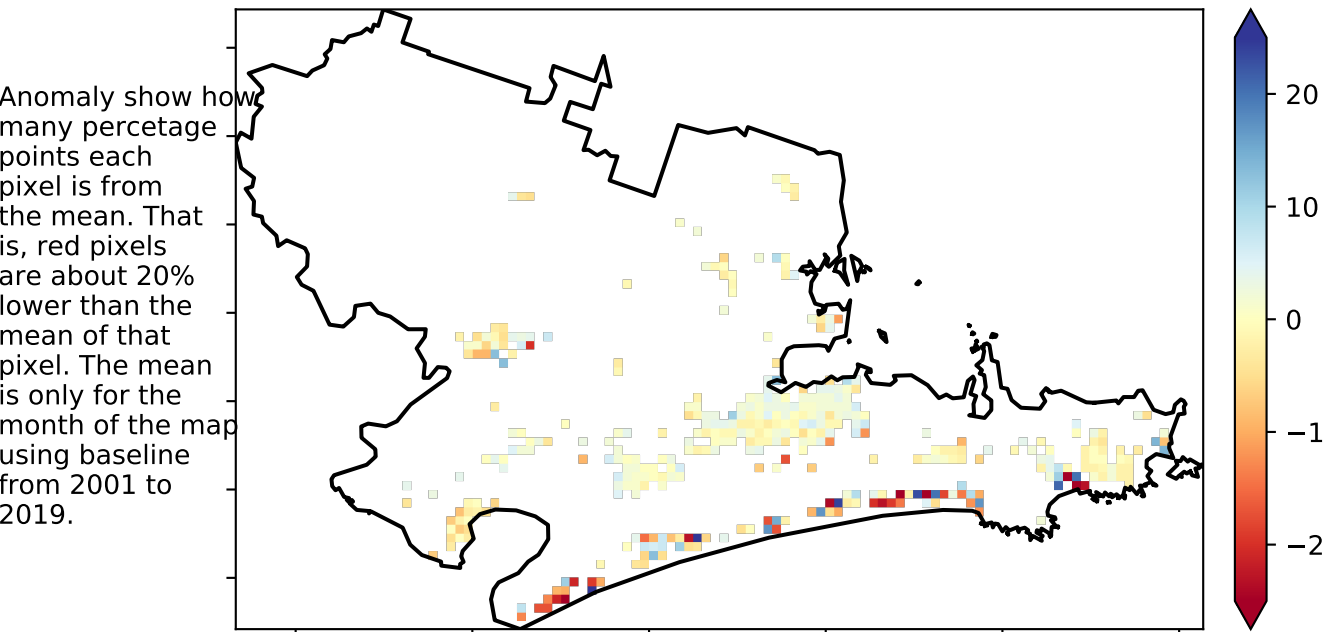 Anomaly show how
many percetage
points each
pixel is from
the mean. That
is, red pixels
are about 20%
lower than the
mean of that
pixel. The mean
is only for the
month of the map
using baseline
from 2001 to
2019.
20
10
0
−1
−2